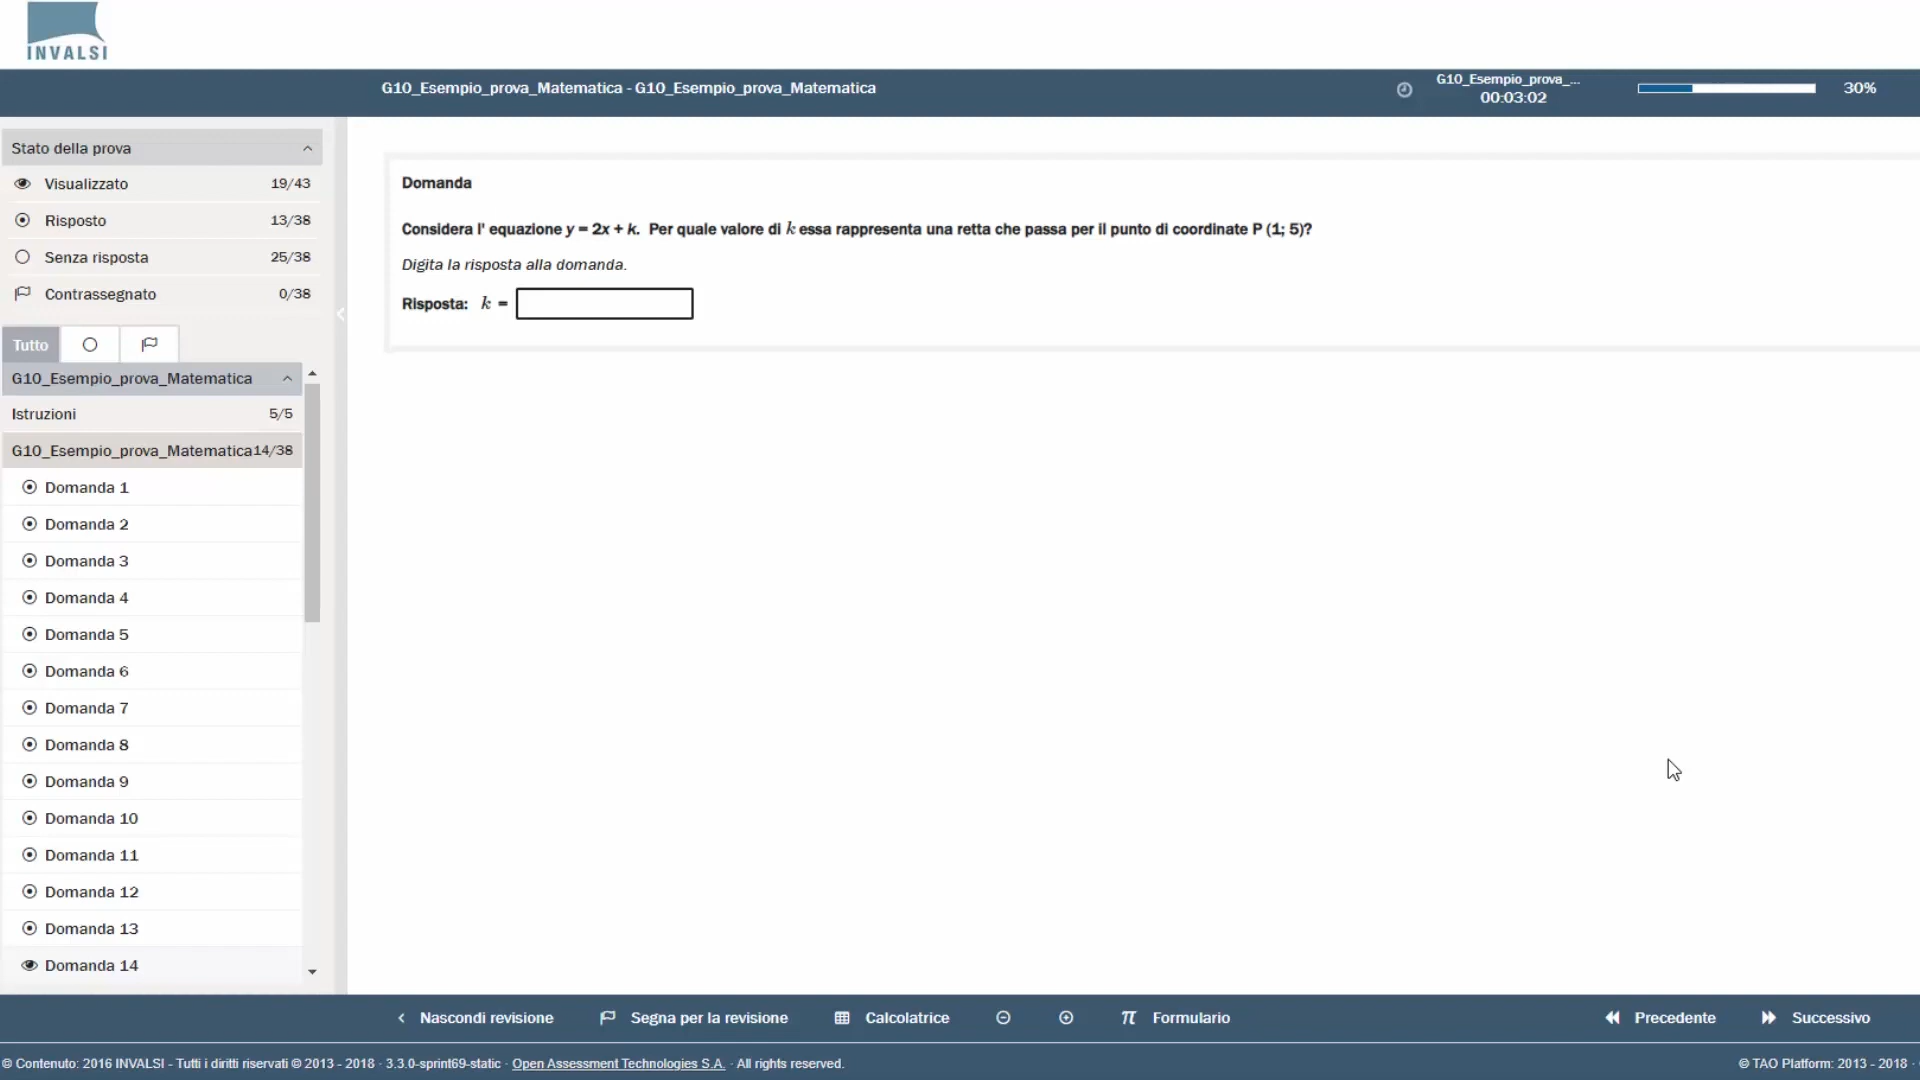 INVALSI
G10_Esempio_prova_Matematica - G10_Esempio_prova_Matematica
G10_Esempio_prova_...
00:03:02
30%
Stato della prova
Visualizzato 19/43
Risposto 13/38
Senza risposta 25/38
Contrassegnato 0/38
Tutto
G10_Esempio_prova_Matematica
Istruzioni 5/5
G10_Esempio_prova_Matematica14/38
Domanda 1
Domanda 2
Domanda 3
Domanda 4
Domanda 5
Domanda 6
Domanda 7
Domanda 8
Domanda 9
Domanda 10
Domanda 11
Domanda 12
Domanda 13
Domanda 14
Domanda
Considera l' equazione y = 2x + k. Per quale valore di k essa rappresenta una retta che passa per il punto di coordinate P (1; 5)?
Digita la risposta alla domanda.
Risposta: k =
Nascondi revisione Segna per la revisione Calcolatrice π Formulario Precedente Successivo
© Contenuto: 2016 INVALSI - Tutti i diritti riservati © 2013 - 2018 · 3.3.0-sprint69-static · Open Assessment Technologies S.A. · All rights reserved.
© TAO Platform: 2013 - 2018 ·